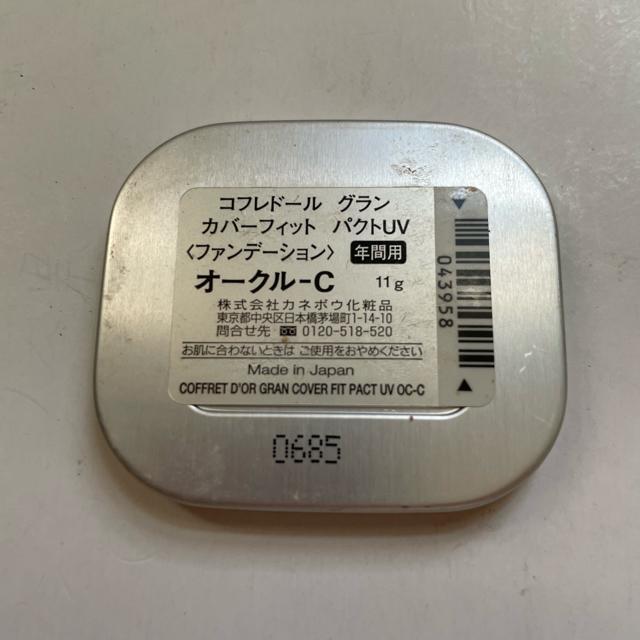 コフレドール グラン
カバーフィット パクトUV
〈ファンデーション〉 年間用
オークル-C 11g
株式会社カネボウ化粧品
東京都中央区日本橋茅場町1-14-10
問合せ先 0120-518-520
お肌に合わないときは ご使用をおやめください
Made in Japan
COFFRET D'OR GRAN COVER FIT PACT UV OC-C
043958
0685